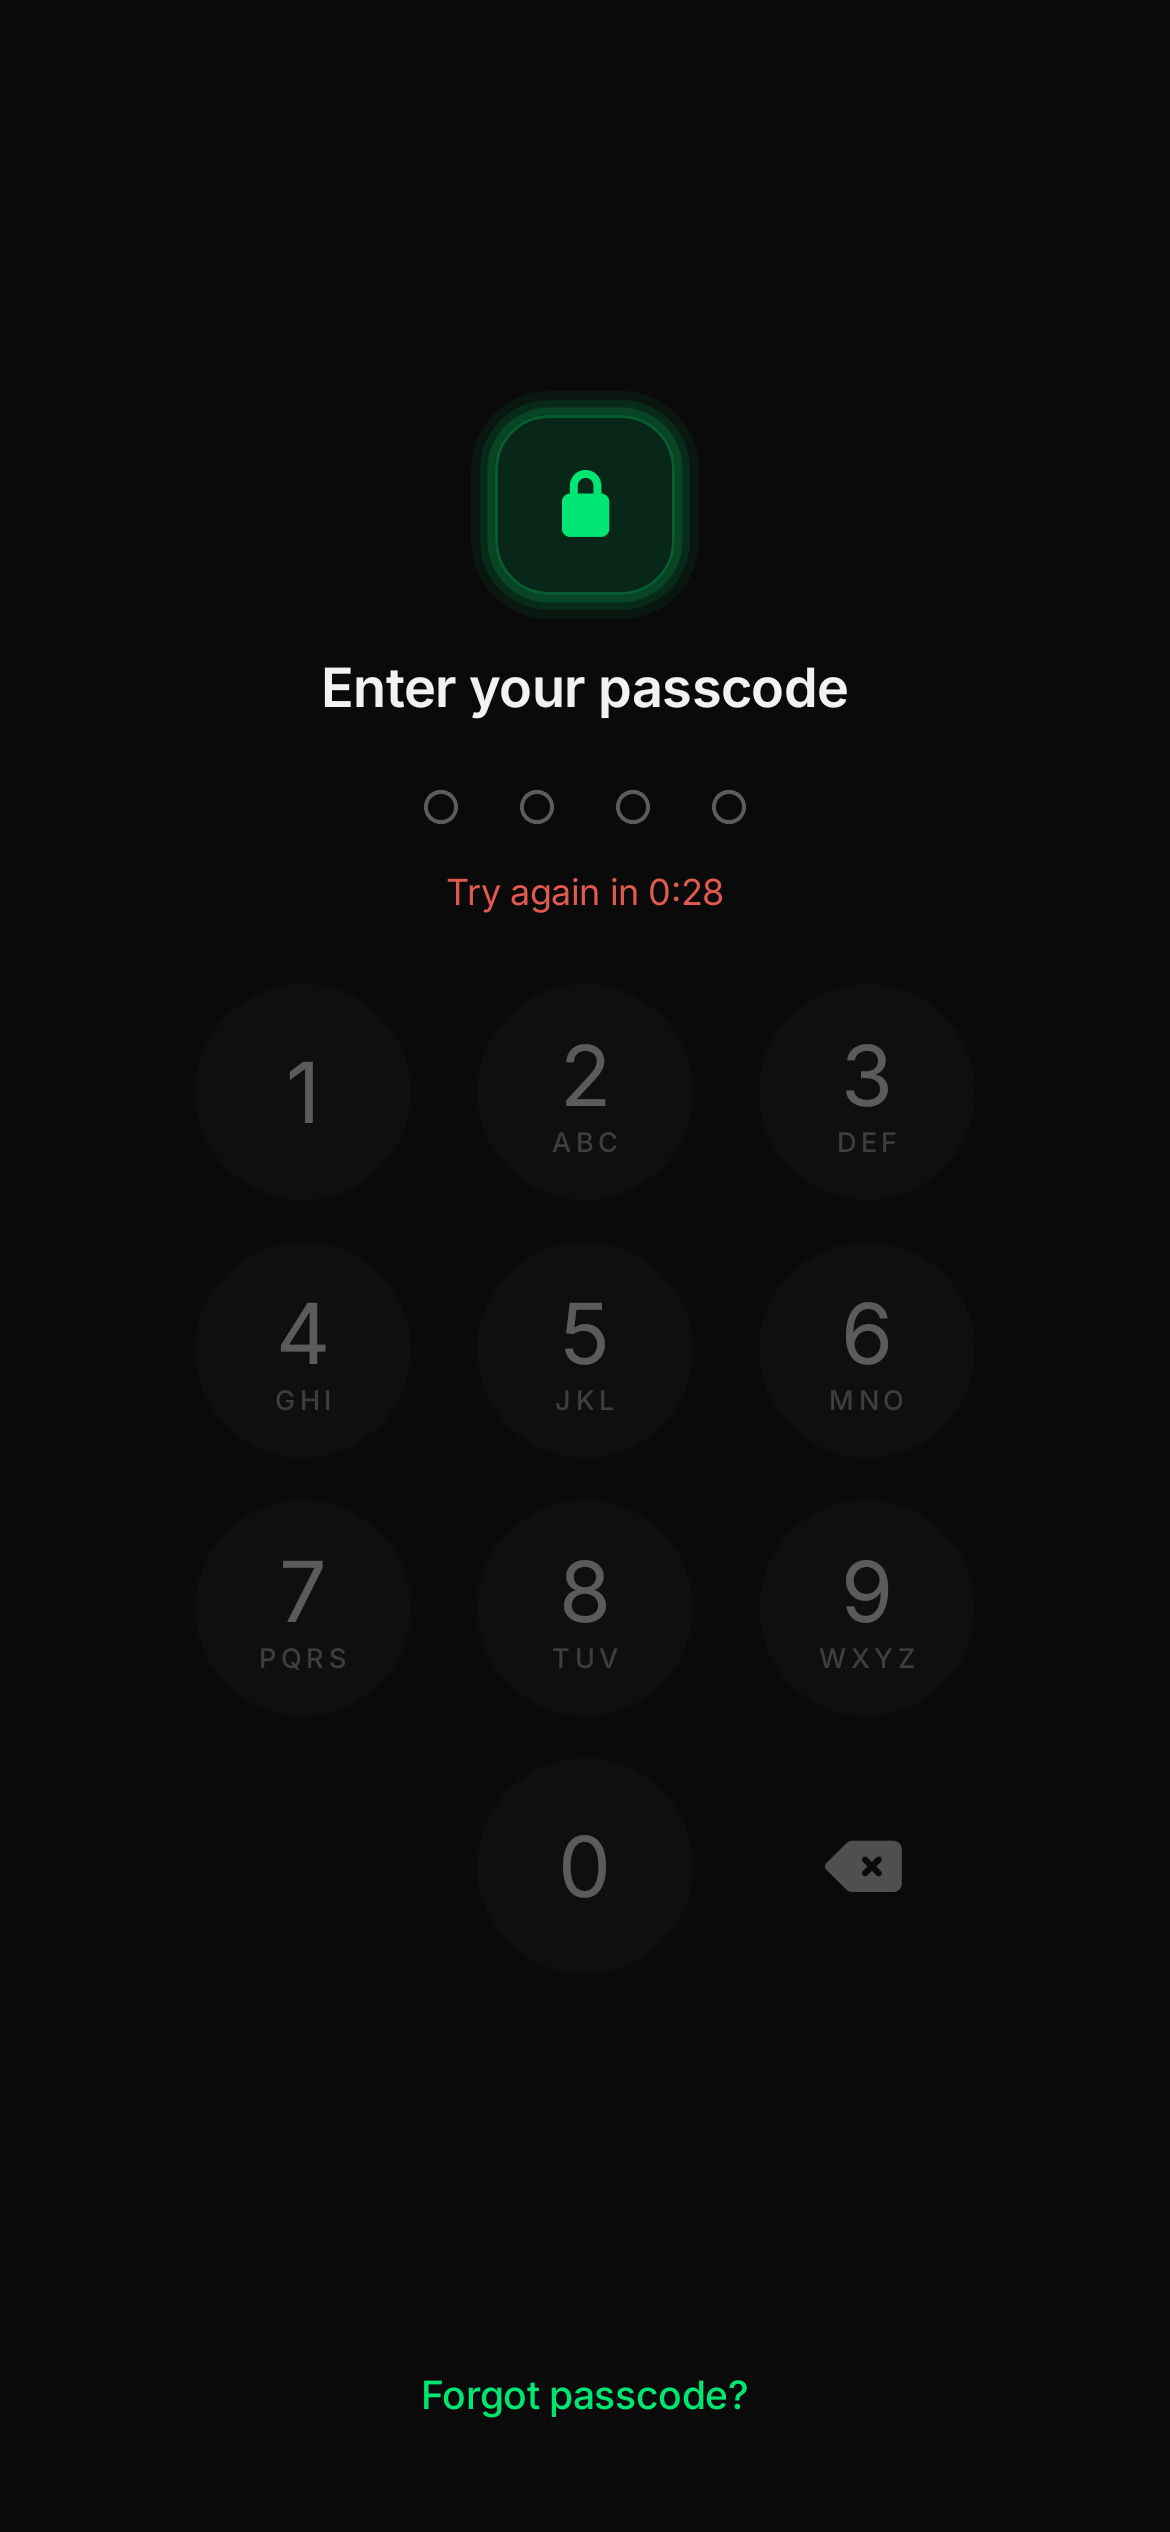 Enter your passcode
Try again in 0:28
1
2
3
ABC
DEF
4
5
6
GHI
JKL
MNO
7
8
9
PQRS
TUV
WXYZ
0
Forgot passcode?